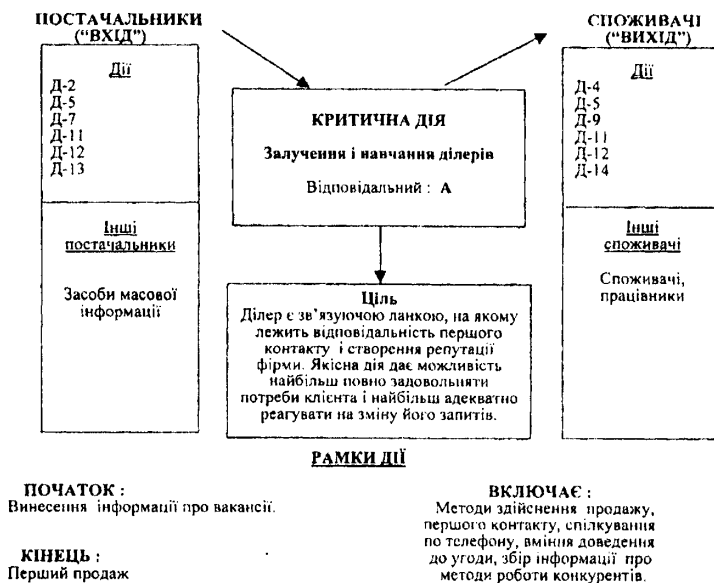 ПОСТАЧАЛЬНИКИ
(“ВХІД”)
Дії
Д-2
Д-5
Д-7
Д-11
Д-12
Д-13
Інші
постачальники
Засоби масової
інформації
КРИТИЧНА ДІЯ
Залучення і навчання ділерів
Відповідальний : А
Ціль
Ділер є зв’язуючою ланкою, на якому
лежить відповідальність першого
контакту і створення репутації
фірми. Якісна дія дає можливість
найбільш повно задовольняти
потреби клієнта і найбільш адекватно
реагувати на зміну його запитів.
СПОЖИВАЧІ
(“ВИХІД”)
Дії
Д-4
Д-5
Д-9
Д-11
Д-12
Д-14
Інші
споживачі
Споживачі,
працівники
РАМКИ ДІЇ
ПОЧАТОК :
Винесення інформації про вакансії.
КІНЕЦЬ :
Перший продаж
ВКЛЮЧАЄ :
Методи здійснення продажу,
першого контакту, спілкування
по телефону, вміння доведення
до угоди, збір інформації про
методи роботи конкурентів.